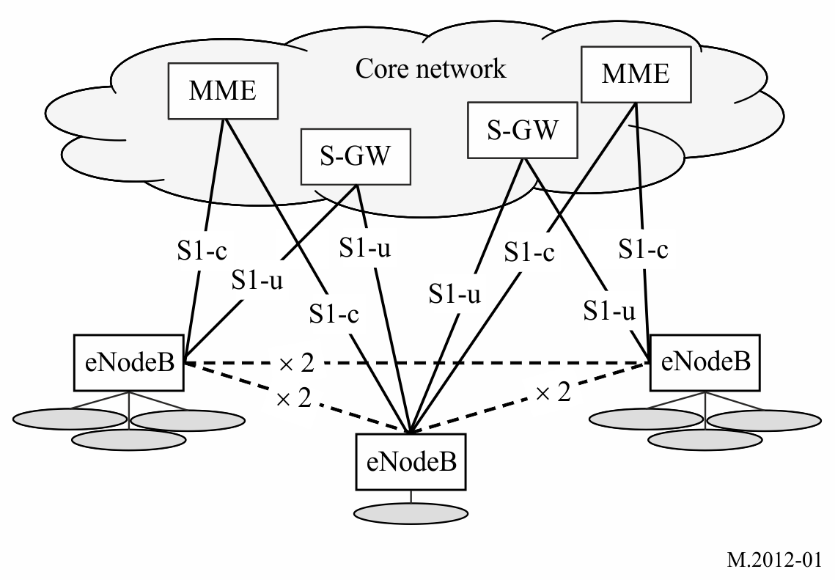 Core network
MME
MME
S-GW
S-GW
S1-c
S1-u
S1-u
S1-c
S1-u
S1-c
S1-c
S1-u
eNodeB
× 2
× 2
× 2
eNodeB
eNodeB
M.2012-01